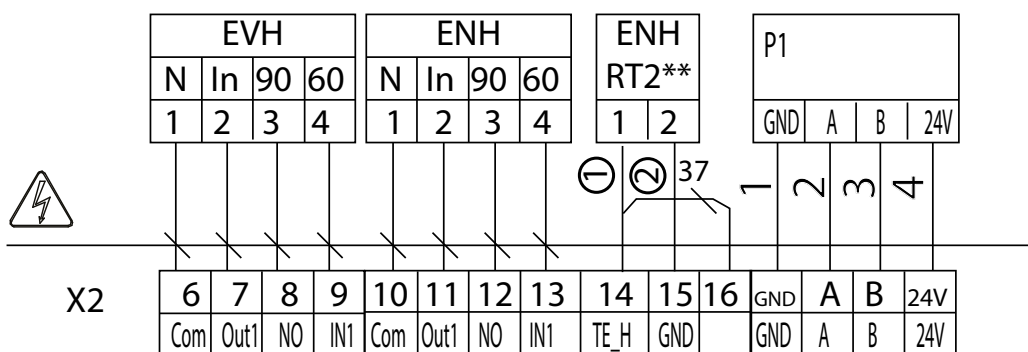 EVH ENH ENH P1
N In 90 60 N In 90 60 RT2**
1 2 3 4 1 2 3 4 1 2 GND A B 24V
1 2 37 1 2 3 4
X2 6 7 8 9 10 11 12 13 14 15 16 GND A B 24V
Com Out1 NO IN1 Com Out1 NO IN1 TE_H GND GND A B 24V